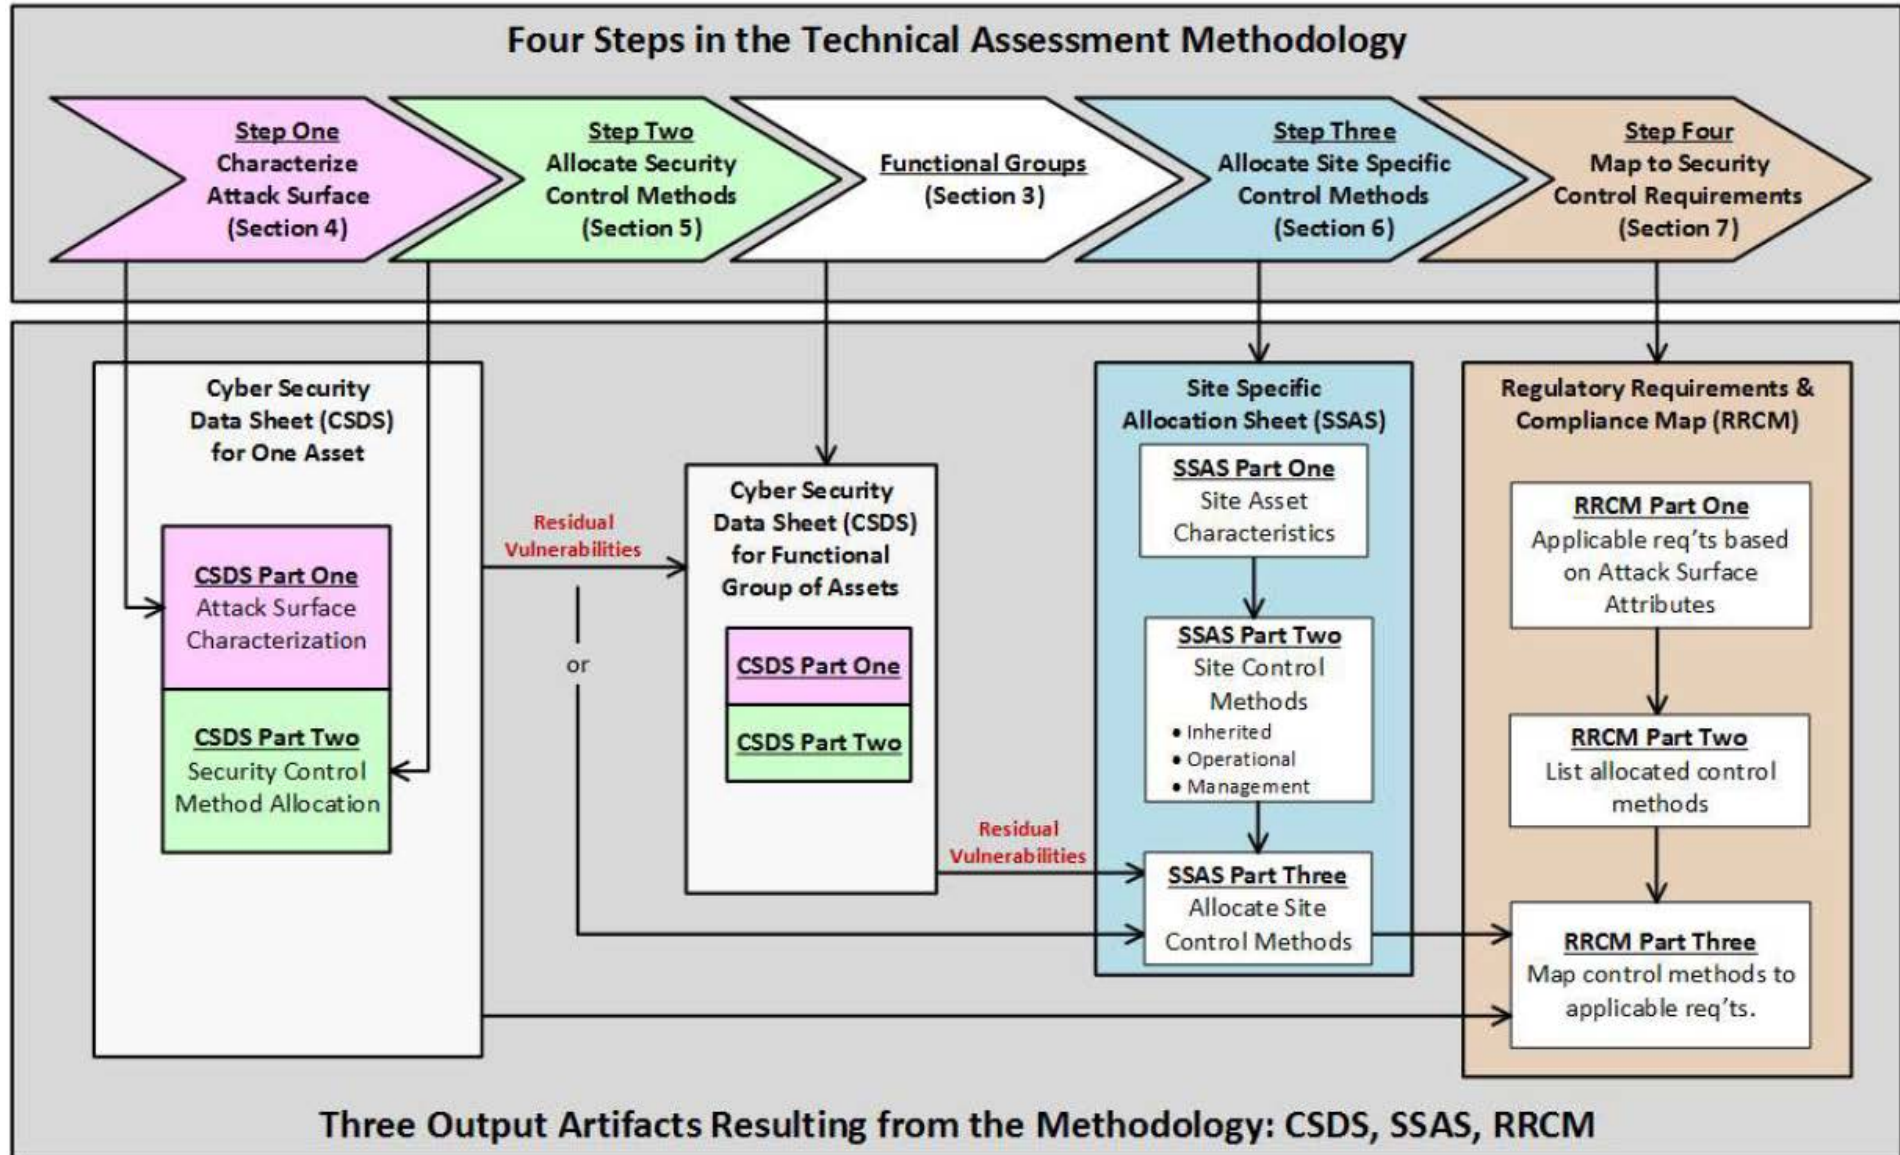 Four Steps in the Technical Assessment Methodology
Step One
Characterize
Attack Surface
(Section 4)
Step Two
Allocate Security
Control Methods
(Section 5)
Functional Groups
(Section 3)
Step Three
Allocate Site Specific
Control Methods
(Section 6)
Step Four
Map to Security
Control Requirements
(Section 7)
Cyber Security
Data Sheet (CSDS)
for One Asset
CSDS Part One
Attack Surface
Characterization
CSDS Part Two
Security Control
Method Allocation
Residual
Vulnerabilities
or
Cyber Security
Data Sheet (CSDS)
for Functional
Group of Assets
CSDS Part One
CSDS Part Two
Residual
Vulnerabilities
Site Specific
Allocation Sheet (SSAS)
SSAS Part One
Site Asset
Characteristics
SSAS Part Two
Site Control
Methods
• Inherited
• Operational
• Management
SSAS Part Three
Allocate Site
Control Methods
Regulatory Requirements &
Compliance Map (RRCM)
RRCM Part One
Applicable req'ts based
on Attack Surface
Attributes
RRCM Part Two
List allocated control
methods
RRCM Part Three
Map control methods to
applicable req'ts.
Three Output Artifacts Resulting from the Methodology: CSDS, SSAS, RRCM